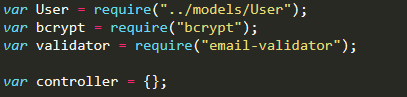 var User = require("../models/User");
var bcrypt = require("bcrypt");
var validator = require("email-validator");
var controller = {};